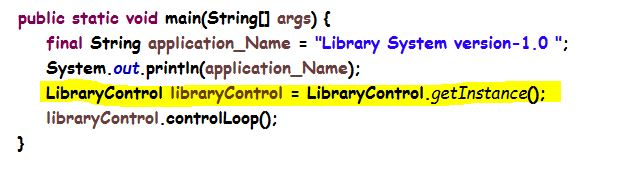 public static void main(String[] args) {
final String application_Name = "Library System version-1.0 ";
System.out.println(application_Name);
LibraryControl libraryControl = LibraryControl.getInstance();
libraryControl.controlLoop();
}